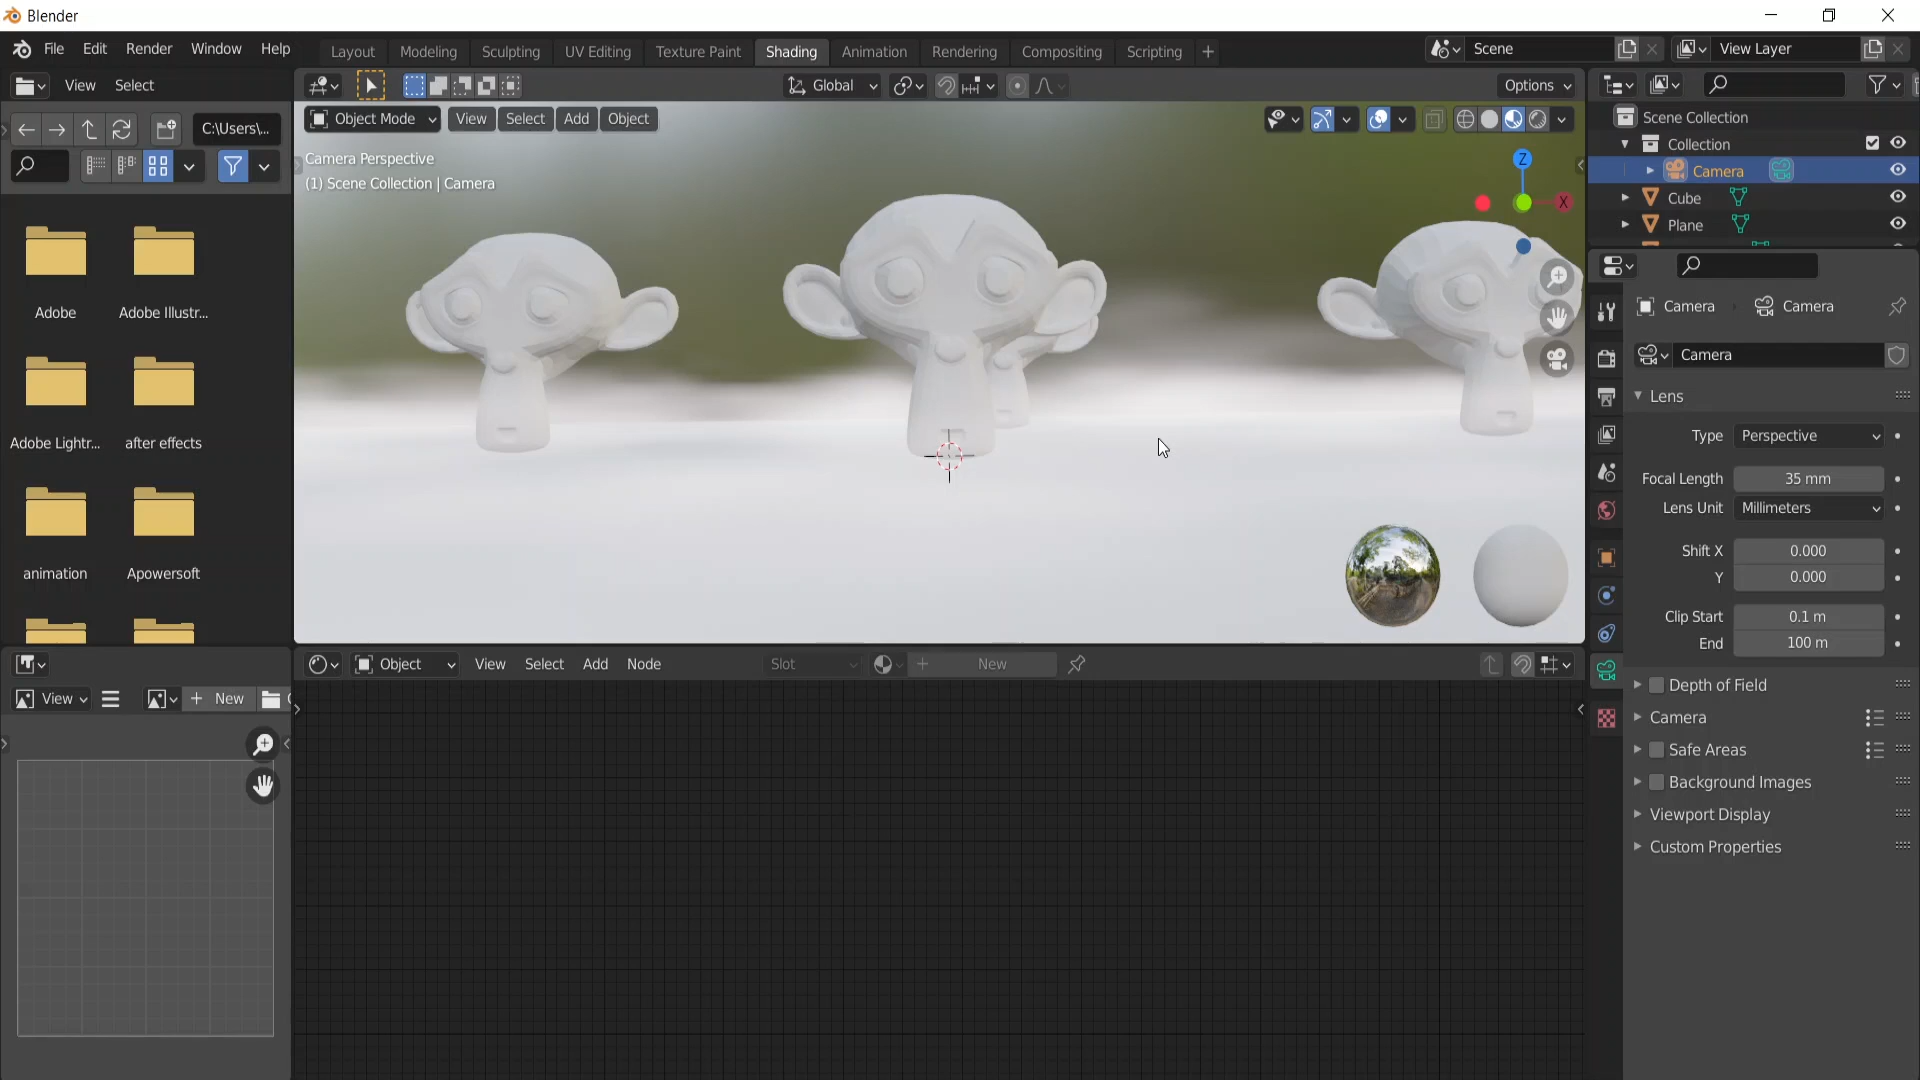 Blender
File Edit Render Window Help Layout Modeling Sculpting UV Editing Texture Paint Shading Animation Rendering Compositing Scripting + Scene View Layer
View Select
Global Options
C:\Users\...
Object Mode View Select Add Object
Camera Perspective
(1) Scene Collection | Camera
Z
X
Adobe Adobe Illustr...
Adobe Lightr... after effects
animation Apowersoft
Scene Collection
Collection
Camera
Cube
Plane
Camera Camera
Camera
Lens
Type Perspective
Focal Length 35 mm
Lens Unit Millimeters
Shift X 0.000
Y 0.000
Clip Start 0.1 m
End 100 m
Depth of Field
Camera
Safe Areas
Background Images
Viewport Display
Custom Properties
Object View Select Add Node Slot + New
View + New